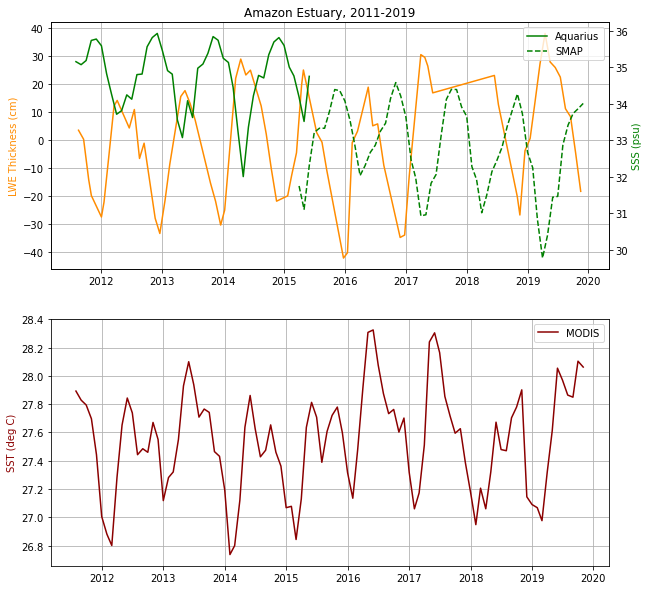 Amazon Estuary, 2011-2019
LWE Thickness (cm)
40
30
20
10
0
−10
−20
−30
−40
36
35
34
33
32
31
30
SSS (psu)
Aquarius
SMAP
2012 2013 2014 2015 2016 2017 2018 2019 2020
SST (deg C)
28.4
28.2
28.0
27.8
27.6
27.4
27.2
27.0
26.8
MODIS
2012 2013 2014 2015 2016 2017 2018 2019 2020